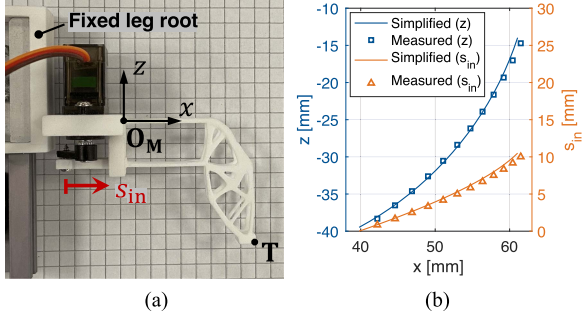 Fixed leg root
z
x
O_M
s_in
T
(a)
-10
-15
-20
-25
-30
-35
-40
z [mm]
Simplified (z)
Measured (z)
Simplified (s_in)
Measured (s_in)
30
25
20
15
10
5
0
s_in [mm]
40
50
60
x [mm]
(b)